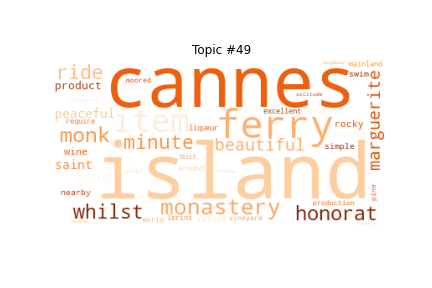 Topic #49
cannes
island
ferry
item
minute
monk
ride
product
peaceful
require
wine
saint
nearby
whilst
monastery
honorat
beautiful
marguerite
moored
solitude
excellent
liqueur
must
around
simple
rocky
swim
mainland
pine
production
vineyard
lerins
world